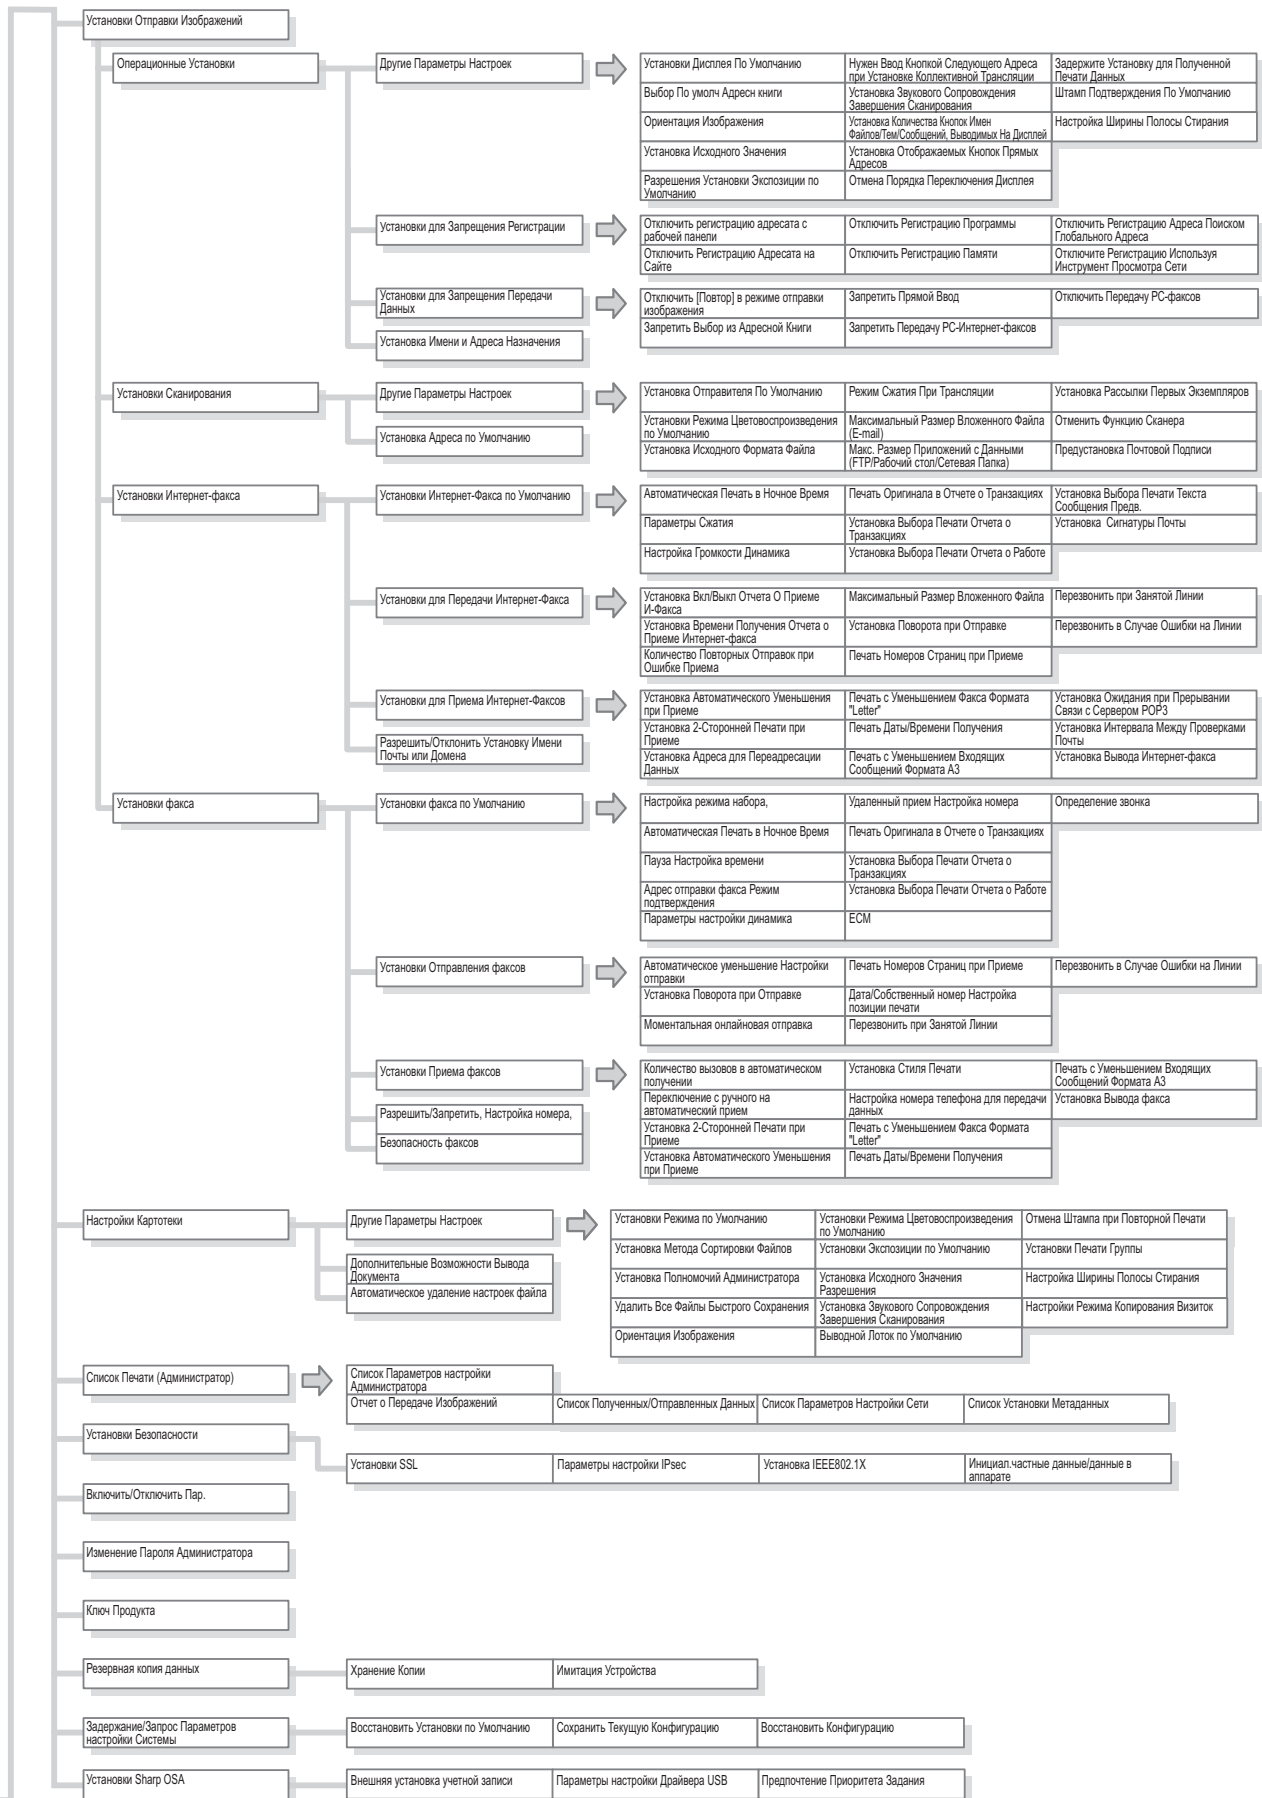 Установки Отправки Изображений
Операционные Установки
Другие Параметры Настроек
Установки Дисплея По Умолчанию
Нужен Ввод Кнопкой Следующего Адреса
при Установке Коллективной Трансляции
Задержите Установку для Полученной
Печати Данных
Выбор По умолч Адресн книги
Установка Звукового Сопровождения
Завершения Сканирования
Штамп Подтверждения По Умолчанию
Ориентация Изображения
Установка Количества Кнопок Имен
Файлов/Тем/Сообщений, Выводимых На Дисплей
Настройка Ширины Полосы Стирания
Установка Исходного Значения
Установка Отображаемых Кнопок Прямых
Адресов
Разрешения Установки Экспозиции по
Умолчанию
Отмена Порядка Переключения Дисплея
Установки для Запрещения Регистрации
Отключить регистрацию адресата с
рабочей панели
Отключить Регистрацию Программы
Отключить Регистрацию Адреса Поиском
Глобального Адреса
Отключить Регистрацию Адресата на
Сайте
Отключить Регистрацию Памяти
Отключите Регистрацию Используя
Инструмент Просмотра Сети
Установки для Запрещения Передачи
Данных
Отключить [Повтор] в режиме отправки
изображения
Запретить Прямой Ввод
Отключить Передачу PC-факсов
Запретить Выбор из Адресной Книги
Запретить Передачу PC-Интернет-факсов
Установка Имени и Адреса Назначения
Установки Сканирования
Другие Параметры Настроек
Установка Отправителя По Умолчанию
Режим Сжатия При Трансляции
Установка Рассылки Первых Экземпляров
Установки Режима Цветовоспроизведения
по Умолчанию
Максимальный Размер Вложенного Файла
(E-mail)
Отменить Функцию Сканера
Установка Исходного Формата Файла
Макс. Размер Приложений с Данными
(FTP/Рабочий стол/Сетевая Папка)
Предустановка Почтовой Подписи
Установка Адреса по Умолчанию
Установки Интернет-факса
Установки Интернет-Факса по Умолчанию
Автоматическая Печать в Ночное Время
Печать Оригинала в Отчете о Транзакциях
Установка Выбора Печати Текста
Сообщения Предв.
Параметры Сжатия
Установка Выбора Печати Отчета о
Транзакциях
Установка  Сигнатуры Почты
Настройка Громкости Динамика
Установка Выбора Печати Отчета о Работе
Установки для Передачи Интернет-Факса
Установка Вкл/Выкл Отчета О Приеме
И-Факса
Максимальный Размер Вложенного Файла
Перезвонить при Занятой Линии
Установка Времени Получения Отчета о
Приеме Интернет-факса
Установка Поворота при Отправке
Перезвонить в Случае Ошибки на Линии
Количество Повторных Отправок при
Ошибке Приема
Печать Номеров Страниц при Приеме
Установки для Приема Интернет-Факсов
Установка Автоматического Уменьшения
при Приеме
Печать с Уменьшением Факса Формата
"Letter"
Установка Ожидания при Прерывании
Связи с Сервером POP3
Установка 2-Сторонней Печати при
Приеме
Печать Даты/Времени Получения
Установка Интервала Между Проверками
Почты
Установка Адреса для Переадресации
Данных
Печать с Уменьшением Входящих
Сообщений Формата A3
Установка Вывода Интернет-факса
Разрешить/Отклонить Установку Имени
Почты или Домена
Установки факса
Установки факса по Умолчанию
Настройка режима набора,
Удаленный прием Настройка номера
Определение звонка
Автоматическая Печать в Ночное Время
Печать Оригинала в Отчете о Транзакциях
Пауза Настройка времени
Установка Выбора Печати Отчета о
Транзакциях
Адрес отправки факса Режим
подтверждения
Установка Выбора Печати Отчета о Работе
Параметры настройки динамика
ECM
Установки Отправления факсов
Автоматическое уменьшение Настройки
отправки
Печать Номеров Страниц при Приеме
Перезвонить в Случае Ошибки на Линии
Установка Поворота при Отправке
Дата/Собственный номер Настройка
позиции печати
Моментальная онлайновая отправка
Перезвонить при Занятой Линии
Установки Приема факсов
Количество вызовов в автоматическом
получении
Установка Стиля Печати
Печать с Уменьшением Входящих
Сообщений Формата A3
Переключение с ручного на
автоматический прием
Настройка номера телефона для передачи
данных
Установка Вывода факса
Установка 2-Сторонней Печати при
Приеме
Печать с Уменьшением Факса Формата
"Letter"
Установка Автоматического Уменьшения
при Приеме
Печать Даты/Времени Получения
Разрешить/Запретить, Настройка номера,
Безопасность факсов
Настройки Картотеки
Другие Параметры Настроек
Установки Режима по Умолчанию
Установки Режима Цветовоспроизведения
по Умолчанию
Отмена Штампа при Повторной Печати
Установка Метода Сортировки Файлов
Установки Экспозиции по Умолчанию
Установки Печати Группы
Установка Полномочий Администратора
Установка Исходного Значения
Разрешения
Настройка Ширины Полосы Стирания
Удалить Все Файлы Быстрого Сохранения
Установка Звукового Сопровождения
Завершения Сканирования
Настройки Режима Копирования Визиток
Ориентация Изображения
Выводной Лоток по Умолчанию
Дополнительные Возможности Вывода
Документа
Автоматическое удаление настроек файла
Список Печати (Администратор)
Список Параметров настройки
Администратора
Отчет о Передаче Изображений
Список Полученных/Отправленных Данных
Список Параметров Настройки Сети
Список Установки Метаданных
Установки Безопасности
Установки SSL
Параметры настройки IPsec
Установка IEEE802.1X
Инициал.частные данные/данные в
аппарате
Включить/Отключить Пар.
Изменение Пароля Администратора
Ключ Продукта
Резервная копия данных
Хранение Копии
Имитация Устройства
Задержание/Запрос Параметров
настройки Системы
Восстановить Установки по Умолчанию
Сохранить Текущую Конфигурацию
Восстановить Конфигурацию
Установки Sharp OSA
Внешняя установка учетной записи
Параметры настройки Драйвера USB
Предпочтение Приоритета Задания